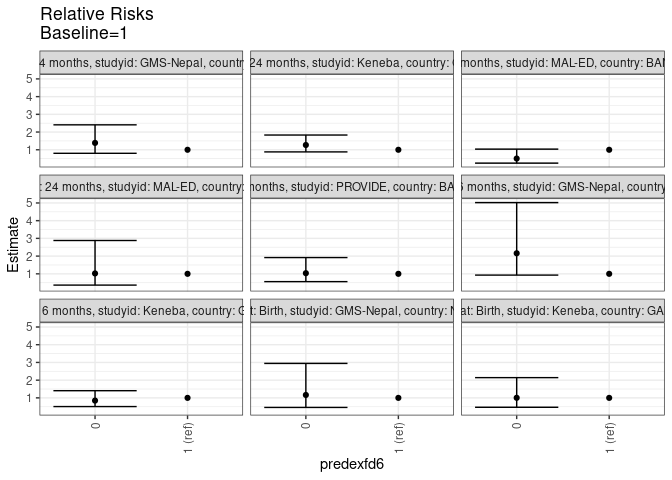 Relative Risks
Baseline=1
4 months, studyid: GMS-Nepal, countr
24 months, studyid: Keneba, country:
months, studyid: MAL-ED, country: BAN
5
4
3
2
1
: 24 months, studyid: MAL-ED, country:
months, studyid: PROVIDE, country: BA
months, studyid: GMS-Nepal, country
5
4
3
2
1
6 months, studyid: Keneba, country: G
at: Birth, studyid: GMS-Nepal, country: N
at: Birth, studyid: Keneba, country: GA
5
4
3
2
1
Estimate
0
1 (ref)
0
1 (ref)
0
1 (ref)
predexfd6